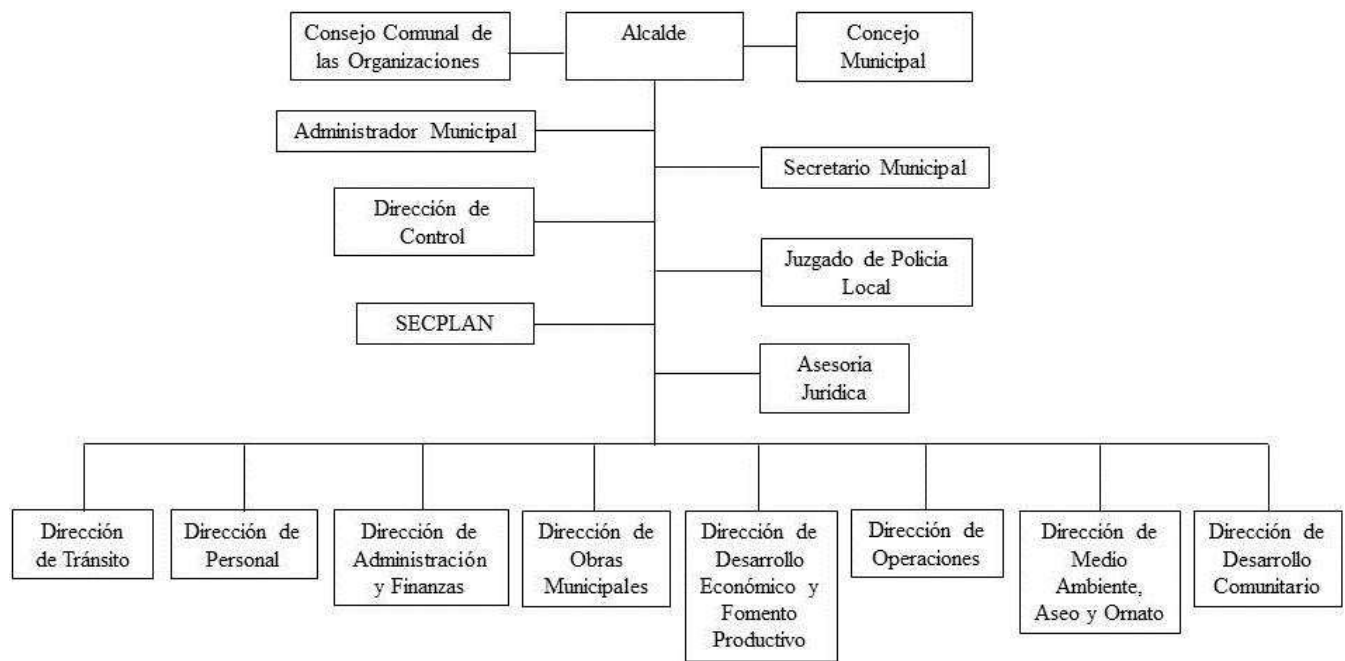 Consejo Comunal de
las Organizaciones
Alcalde
Concejo
Municipal
Administrador Municipal
Secretario Municipal
Dirección de
Control
Juzgado de Policia
Local
SECPLAN
Asesoría
Jurídica
Dirección
de Tránsito
Dirección de
Personal
Dirección de
Administración
y Finanzas
Dirección de
Obras
Municipales
Dirección de
Desarrollo
Económico y
Fomento
Productivo
Dirección de
Operaciones
Dirección de
Medio
Ambiente,
Aseo y Ornato
Dirección de
Desarrollo
Comunitario